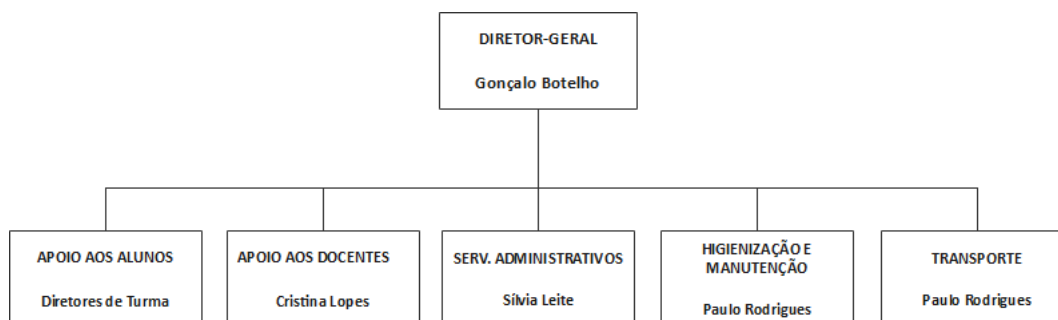 DIRETOR-GERAL
Gonçalo Botelho
APOIO AOS ALUNOS
Diretores de Turma
APOIO AOS DOCENTES
Cristina Lopes
SERV. ADMINISTRATIVOS
Sílvia Leite
HIGIENIZAÇÃO E
MANUTENÇÃO
Paulo Rodrigues
TRANSPORTE
Paulo Rodrigues